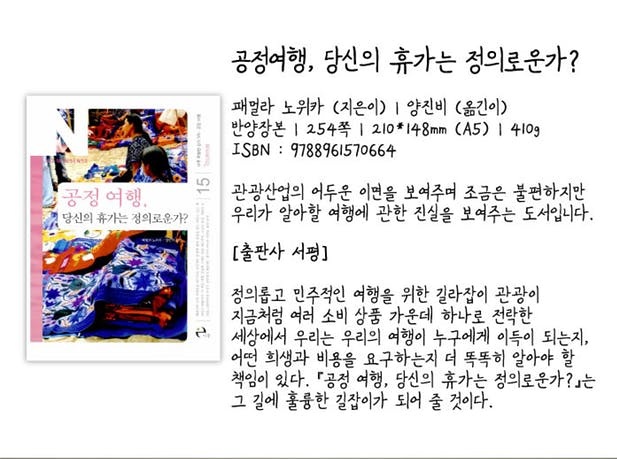 공정여행, 당신의 휴가는 정의로운가?
패멀라 노위카 (지은이) | 양진비 (옮긴이)
반양장본 | 254쪽 | 210*148mm (A5) | 410g
ISBN : 9788961570664
관광산업의 어두운 이면을 보여주며 조금은 불편하지만
우리가 알아할 여행에 관한 진실을 보여주는 도서입니다.
[출판사 서평]
정의롭고 민주적인 여행을 위한 길라잡이 관광이
지금처럼 여러 소비 상품 가운데 하나로 전락한
세상에서 우리는 우리의 여행이 누구에게 이득이 되는지,
어떤 희생과 비용을 요구하는지 더 똑똑히 알아야 할
책임이 있다. 『공정 여행, 당신의 휴가는 정의로운가?』는
그 길에 훌륭한 길잡이가 되어 줄 것이다.
N
공정 여행,
당신의 휴가는 정의로운가?
15